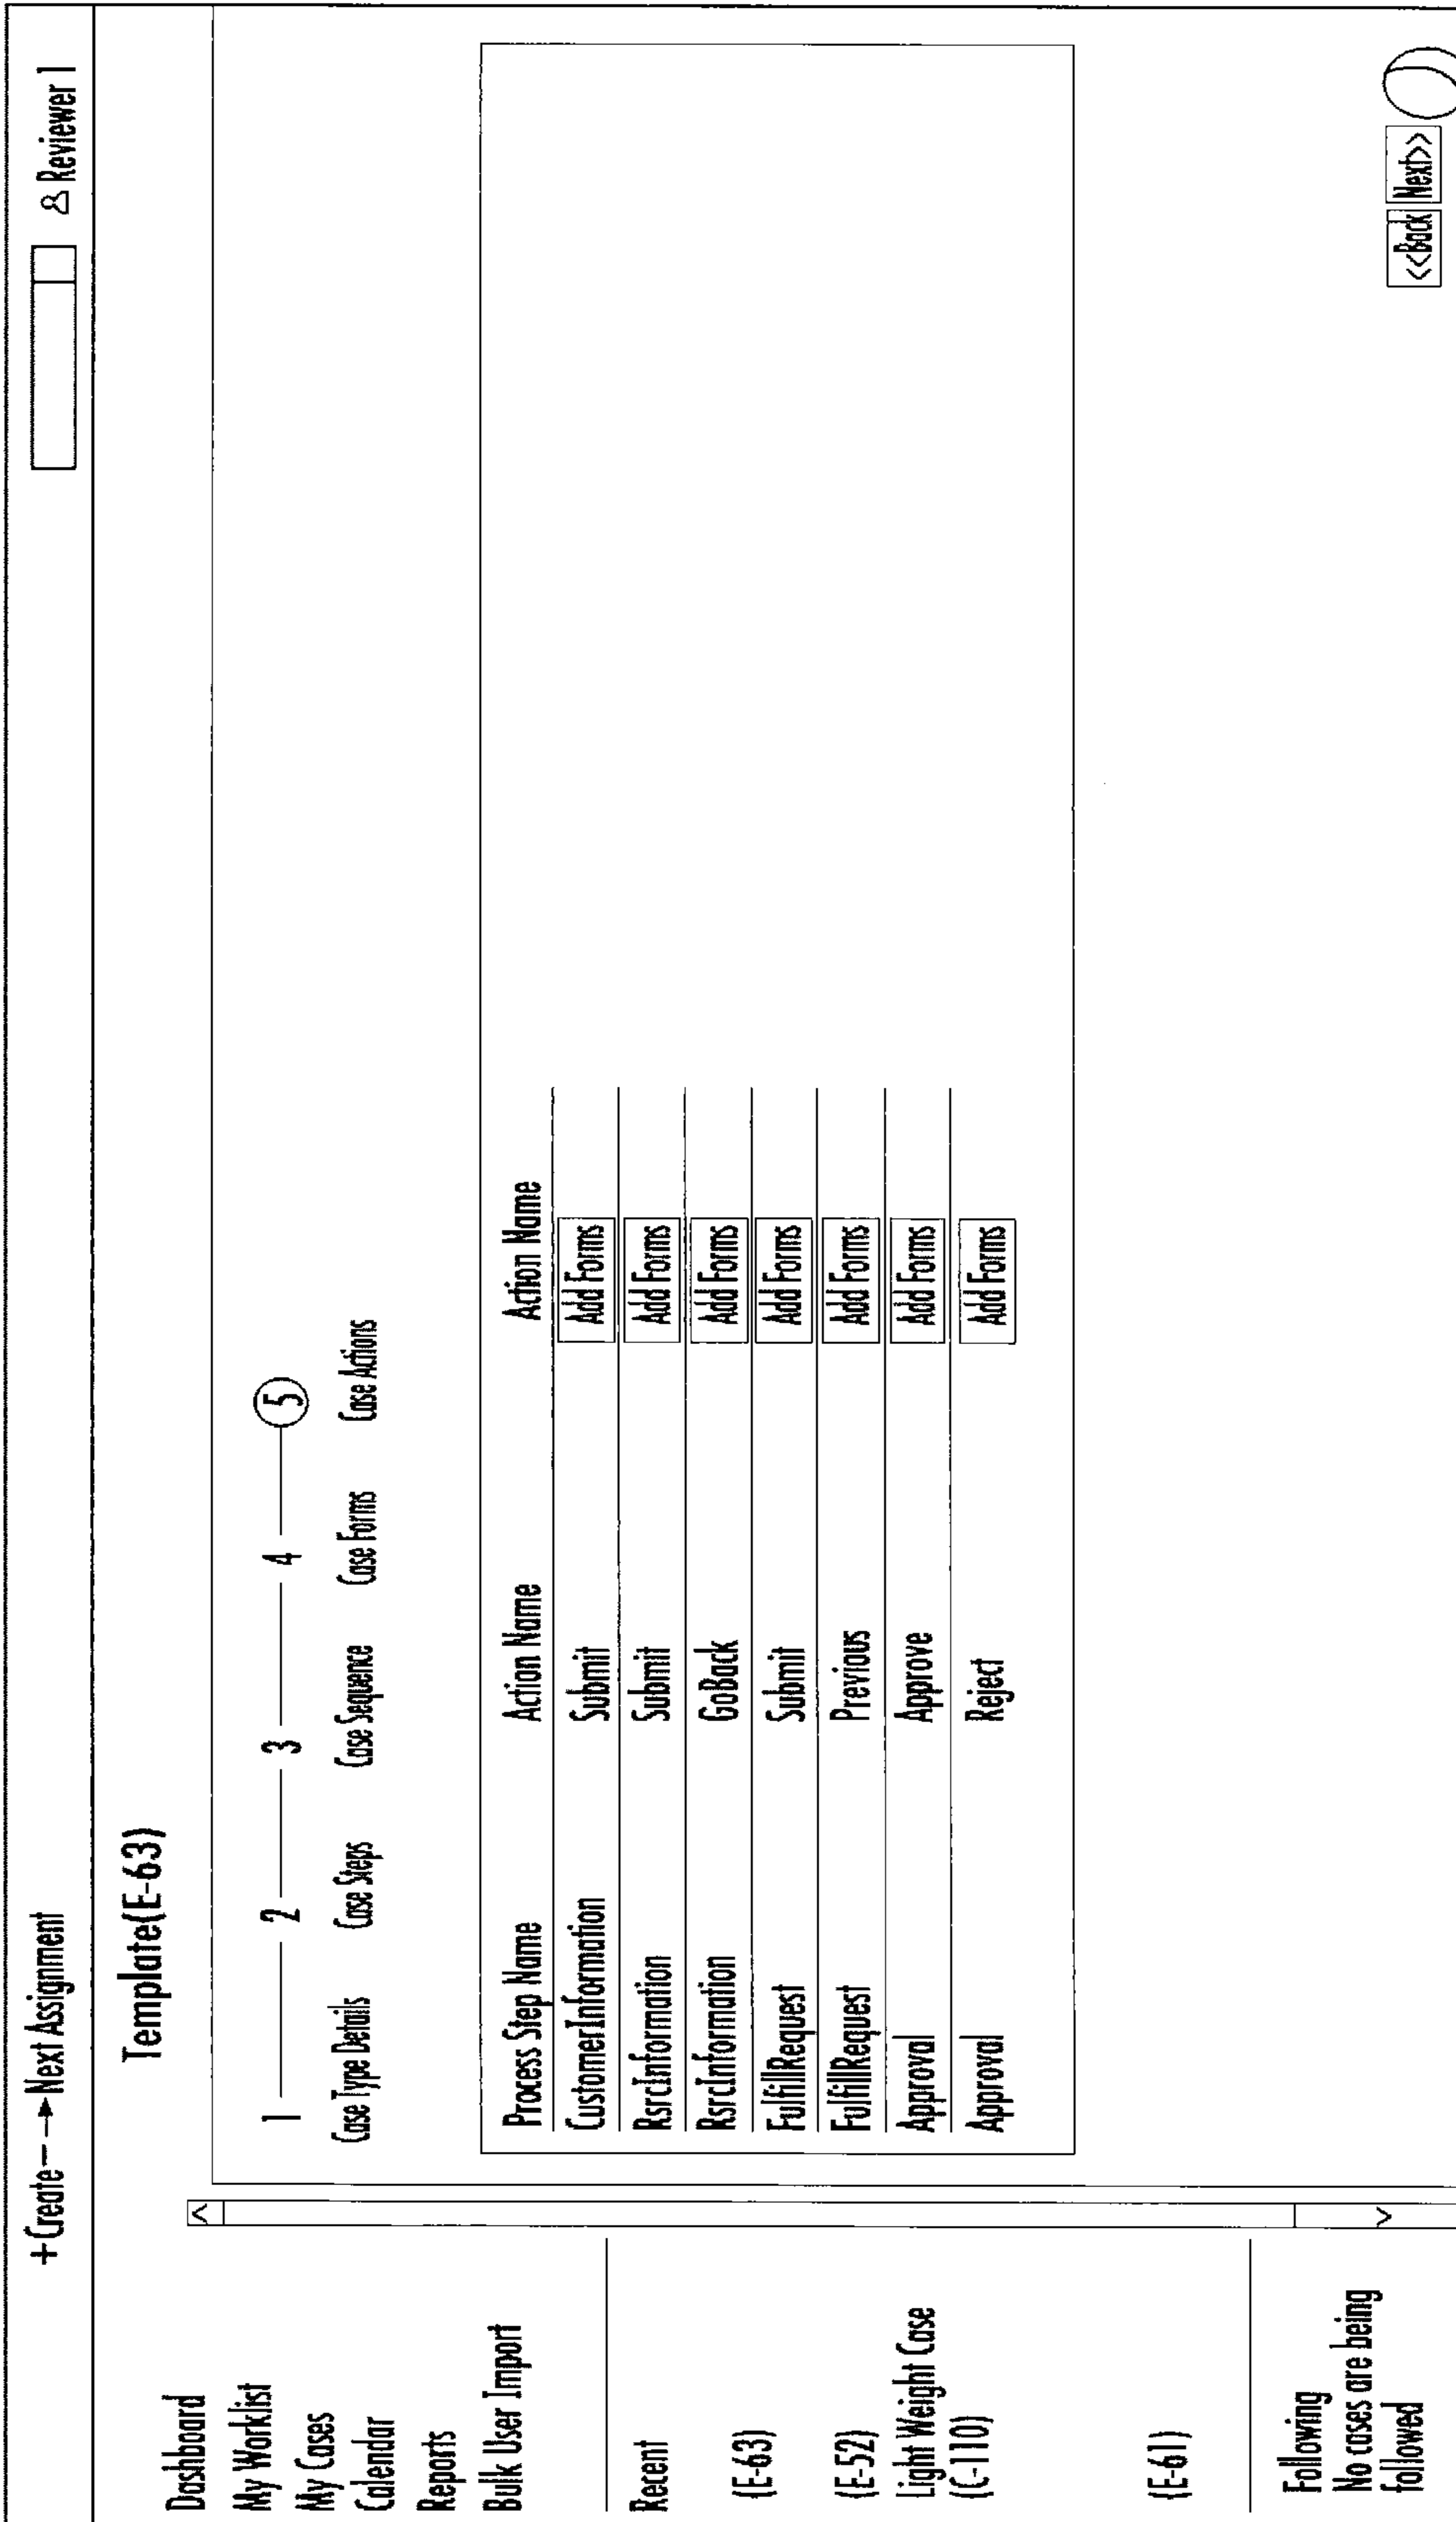 +Create---→Next Assignment
Reviewer 1
Template(E-63)
Dashboard
My Worklist
My Cases
Calendar
Reports
Bulk User Import
Recent
(E-63)
(E-52)
Light Weight Case
(C-110)
(E-61)
Following
No cases are being
followed
1 2 3 4 5
Case Type Details Case Steps Case Sequence Case Forms Case Actions
Process Step Name Action Name Action Name
CustomerInformation Submit Add Forms
RsrcInformation Submit Add Forms
RsrcInformation GoBack Add Forms
FulfillRequest Submit Add Forms
FulfillRequest Previous Add Forms
Approval Approve Add Forms
Approval Reject Add Forms
<<Back Next>>